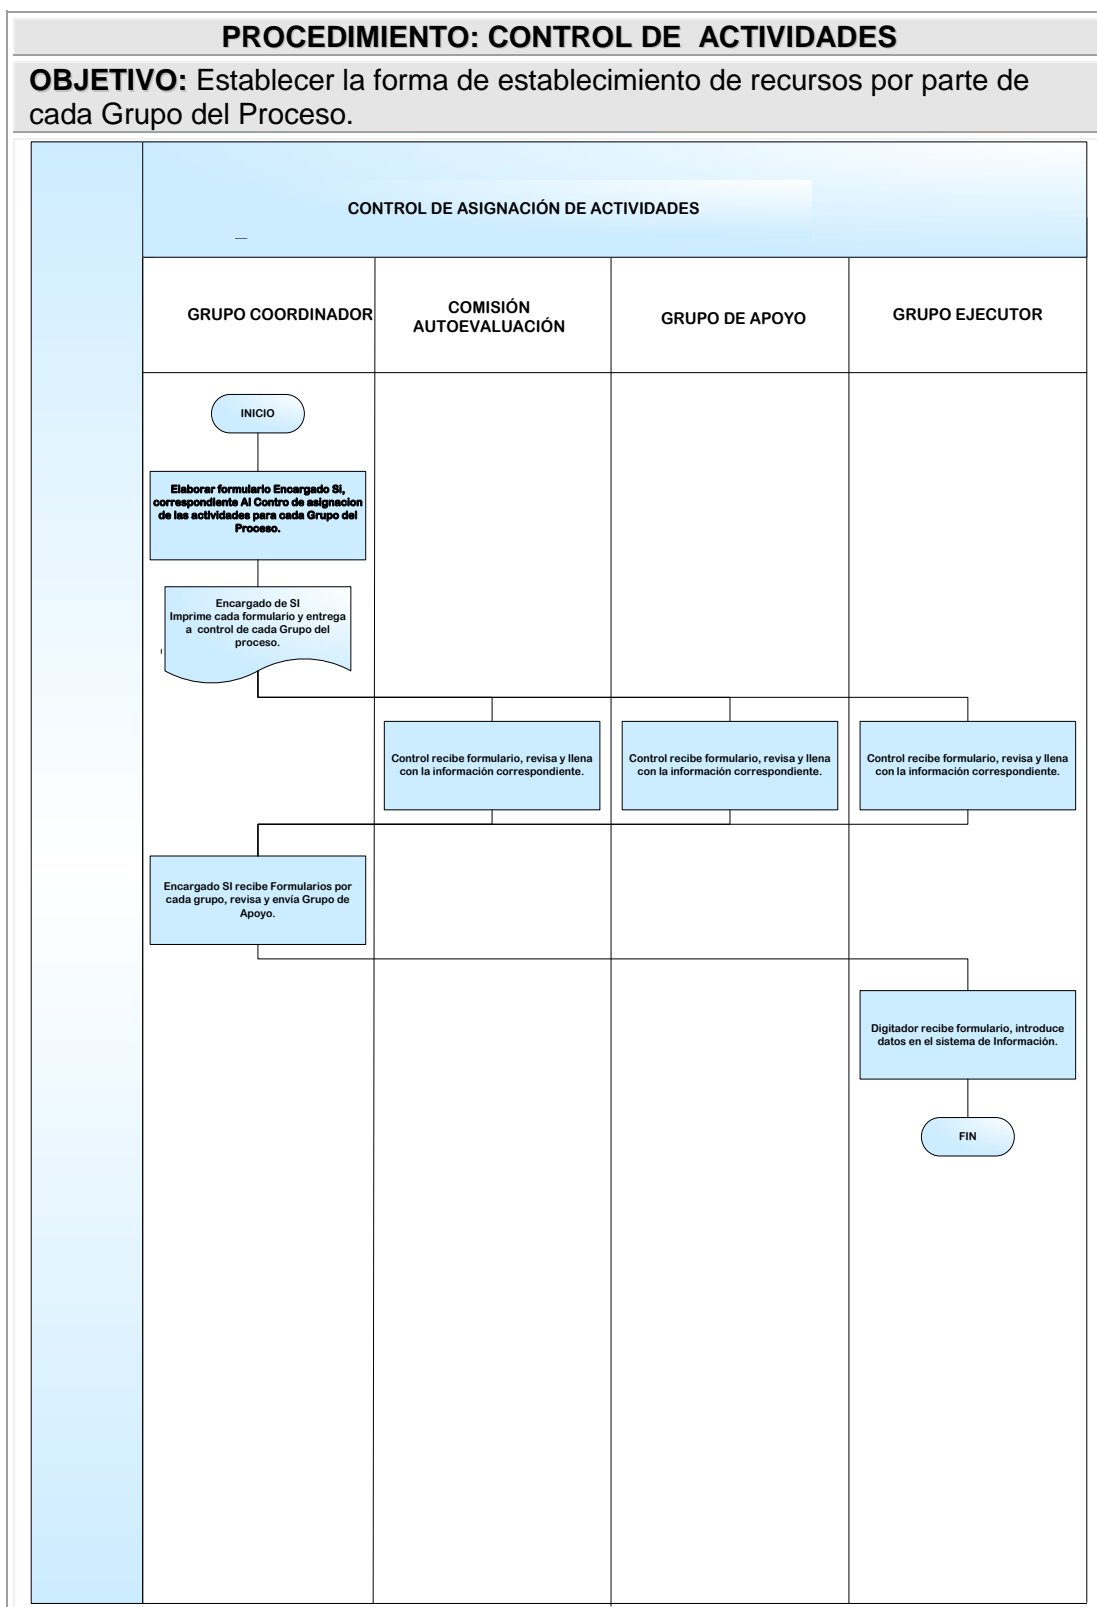 PROCEDIMIENTO: CONTROL DE ACTIVIDADES
OBJETIVO: Establecer la forma de establecimiento de recursos por parte de
cada Grupo del Proceso.
CONTROL DE ASIGNACIÓN DE ACTIVIDADES
GRUPO COORDINADOR
COMISIÓN
AUTOEVALUACIÓN
GRUPO DE APOYO
GRUPO EJECUTOR
INICIO
Elaborar formulario Encargado Si,
correspondiente Al Contro de asignacion
de las actividades para cada Grupo del
Proceso.
Encargado de SI
Imprime cada formulario y entrega
a control de cada Grupo del
proceso.
Control recibe formulario, revisa y llena
con la información correspondiente.
Control recibe formulario, revisa y llena
con la información correspondiente.
Control recibe formulario, revisa y llena
con la información correspondiente.
Encargado SI recibe Formularios por
cada grupo, revisa y envía Grupo de
Apoyo.
Digitador recibe formulario, introduce
datos en el sistema de Información.
FIN